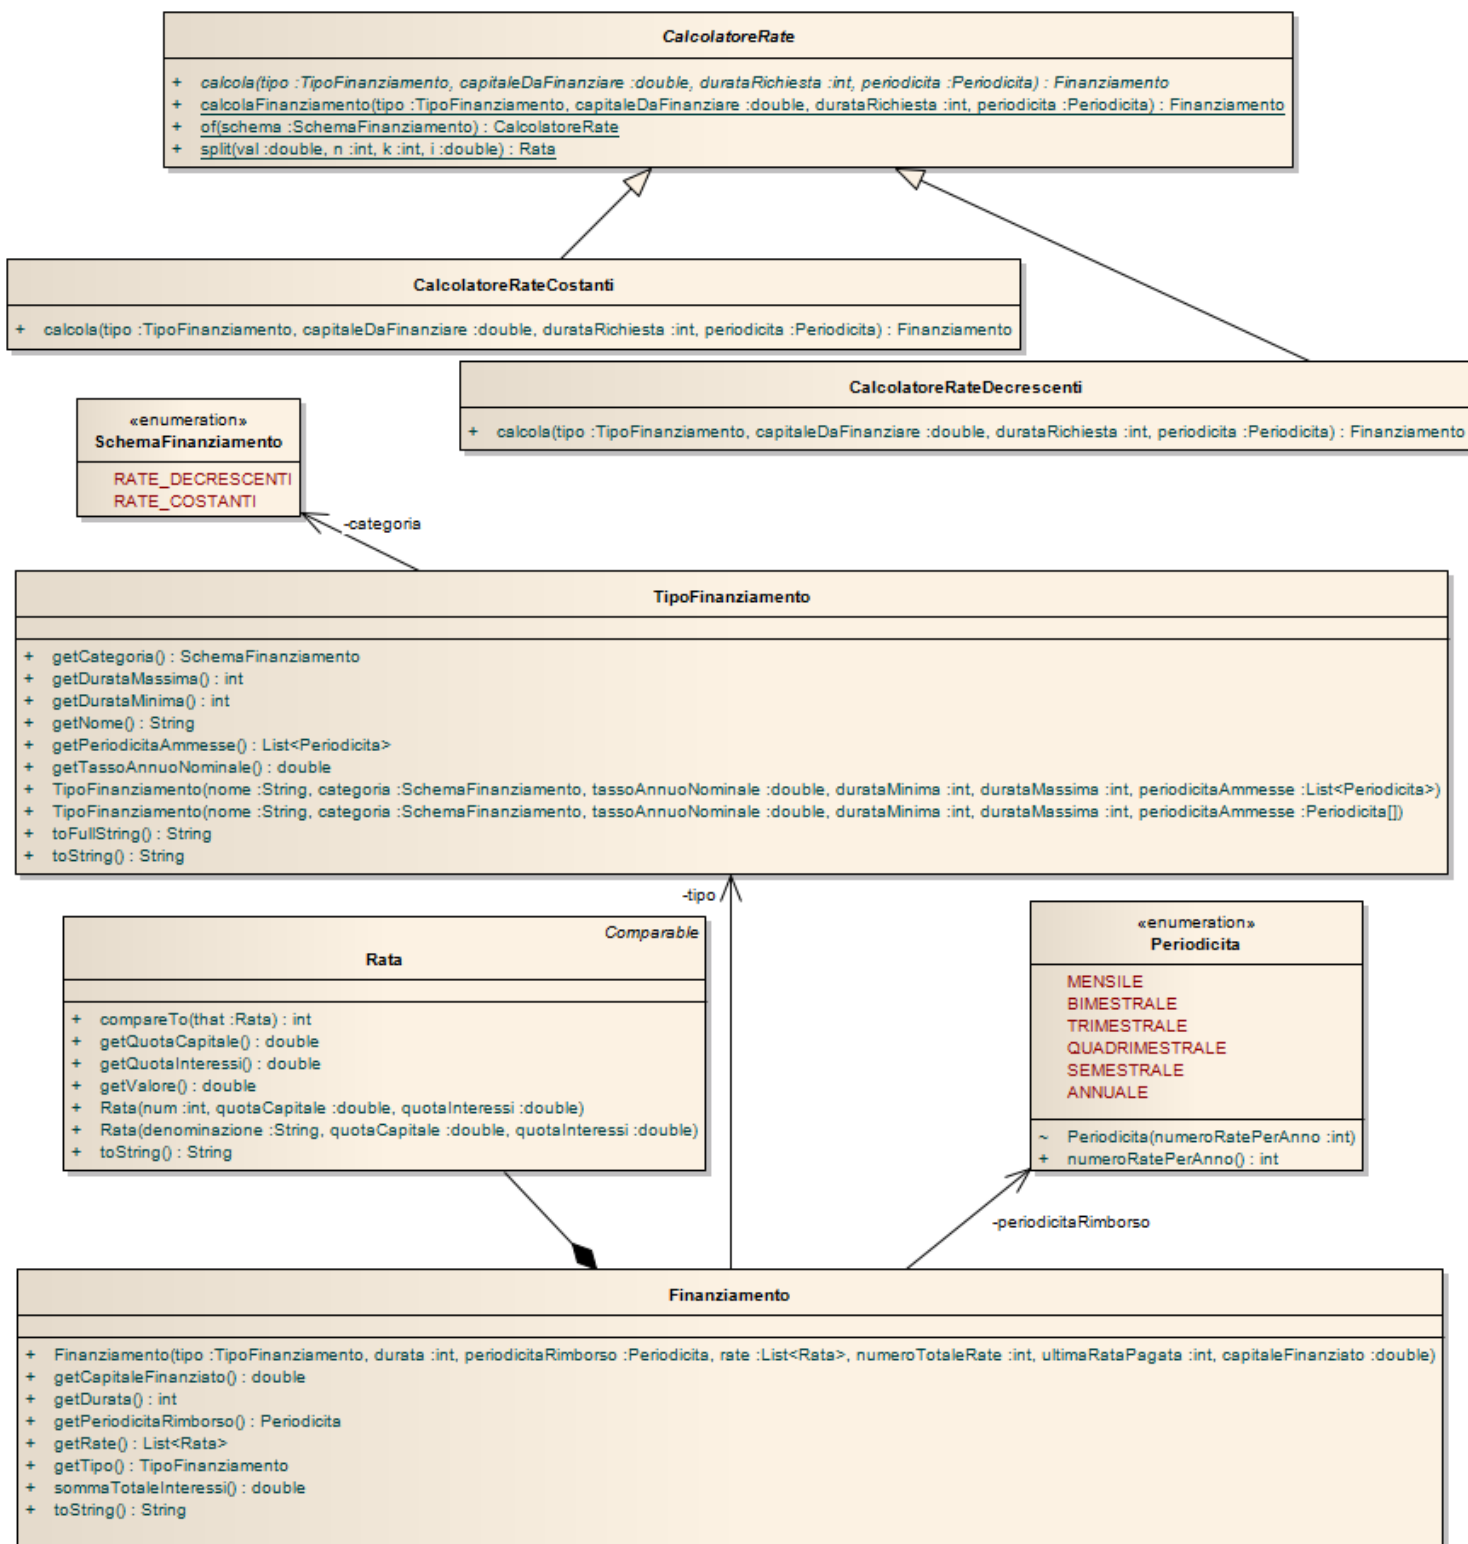 CalcolatoreRate
+ calcola(tipo :TipoFinanziamento, capitaleDaFinanziare :double, durataRichiesta :int, periodicita :Periodicita) : Finanziamento
+ calcolaFinanziamento(tipo :TipoFinanziamento, capitaleDaFinanziare :double, durataRichiesta :int, periodicita :Periodicita) : Finanziamento
+ of(schema :SchemaFinanziamento) : CalcolatoreRate
+ split(val :double, n :int, k :int, i :double) : Rata
CalcolatoreRateCostanti
+ calcola(tipo :TipoFinanziamento, capitaleDaFinanziare :double, durataRichiesta :int, periodicita :Periodicita) : Finanziamento
CalcolatoreRateDecrescenti
+ calcola(tipo :TipoFinanziamento, capitaleDaFinanziare :double, durataRichiesta :int, periodicita :Periodicita) : Finanziamento
«enumeration»
SchemaFinanziamento
RATE_DECRESCENTI
RATE_COSTANTI
-categoria
TipoFinanziamento
+ getCategoria() : SchemaFinanziamento
+ getDurataMassima() : int
+ getDurataMinima() : int
+ getNome() : String
+ getPeriodicitaAmmesse() : List<Periodicita>
+ getTassoAnnuoNominale() : double
+ TipoFinanziamento(nome :String, categoria :SchemaFinanziamento, tassoAnnuoNominale :double, durataMinima :int, durataMassima :int, periodicitaAmmesse :List<Periodicita>)
+ TipoFinanziamento(nome :String, categoria :SchemaFinanziamento, tassoAnnuoNominale :double, durataMinima :int, durataMassima :int, periodicitaAmmesse :Periodicita[])
+ toFullString() : String
+ toString() : String
-tipo
Comparable
Rata
+ compareTo(that :Rata) : int
+ getQuotaCapitale() : double
+ getQuotaInteressi() : double
+ getValore() : double
+ Rata(num :int, quotaCapitale :double, quotaInteressi :double)
+ Rata(denominazione :String, quotaCapitale :double, quotaInteressi :double)
+ toString() : String
«enumeration»
Periodicita
MENSILE
BIMESTRALE
TRIMESTRALE
QUADRIMESTRALE
SEMESTRALE
ANNUALE
~ Periodicita(numeroRatePerAnno :int)
+ numeroRatePerAnno() : int
-periodicitaRimborso
Finanziamento
+ Finanziamento(tipo :TipoFinanziamento, durata :int, periodicitaRimborso :Periodicita, rate :List<Rata>, numeroTotaleRate :int, ultimaRataPagata :int, capitaleFinanziato :double)
+ getCapitaleFinanziato() : double
+ getDurata() : int
+ getPeriodicitaRimborso() : Periodicita
+ getRate() : List<Rata>
+ getTipo() : TipoFinanziamento
+ sommaTotaleInteressi() : double
+ toString() : String